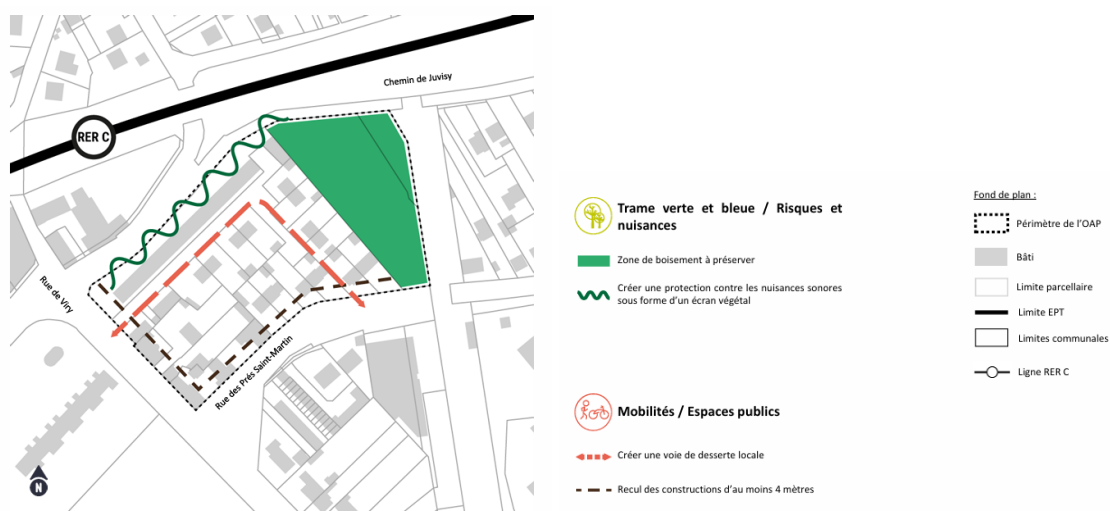 Chemin de Juvisy
RER C
Rue de Viry
Rue des Prés Saint-Martin
N
Trame verte et bleue / Risques et
nuisances
Zone de boisement à préserver
Créer une protection contre les nuisances sonores
sous forme d'un écran végétal
Mobilités / Espaces publics
Créer une voie de desserte locale
Recul des constructions d'au moins 4 mètres
Fond de plan :
Périmètre de l'OAP
Bâti
Limite parcellaire
Limite EPT
Limites communales
Ligne RER C